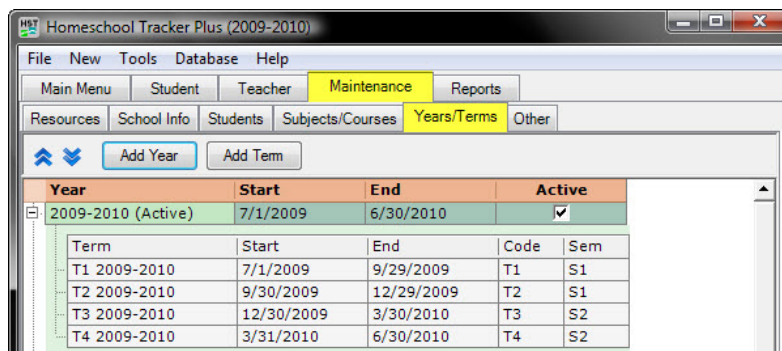 HST Homeschool Tracker Plus (2009-2010)
File New Tools Database Help
Main Menu Student Teacher Maintenance Reports
Resources School Info Students Subjects/Courses Years/Terms Other
Add Year Add Term
Year Start End Active
2009-2010 (Active) 7/1/2009 6/30/2010
Term Start End Code Sem
T1 2009-2010 7/1/2009 9/29/2009 T1 S1
T2 2009-2010 9/30/2009 12/29/2009 T2 S1
T3 2009-2010 12/30/2009 3/30/2010 T3 S2
T4 2009-2010 3/31/2010 6/30/2010 T4 S2